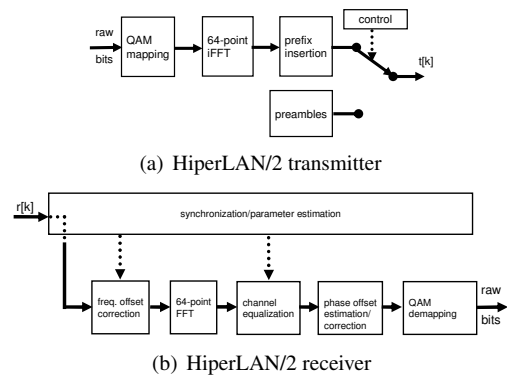 control
raw
bits
QAM
mapping
64-point
iFFT
prefix
insertion
t[k]
preambles
(a) HiperLAN/2 transmitter
r[k]
synchronization/parameter estimation
freq. offset
correction
64-point
FFT
channel
equalization
phase offset
estimation/
correction
QAM
demapping
raw
bits
(b) HiperLAN/2 receiver